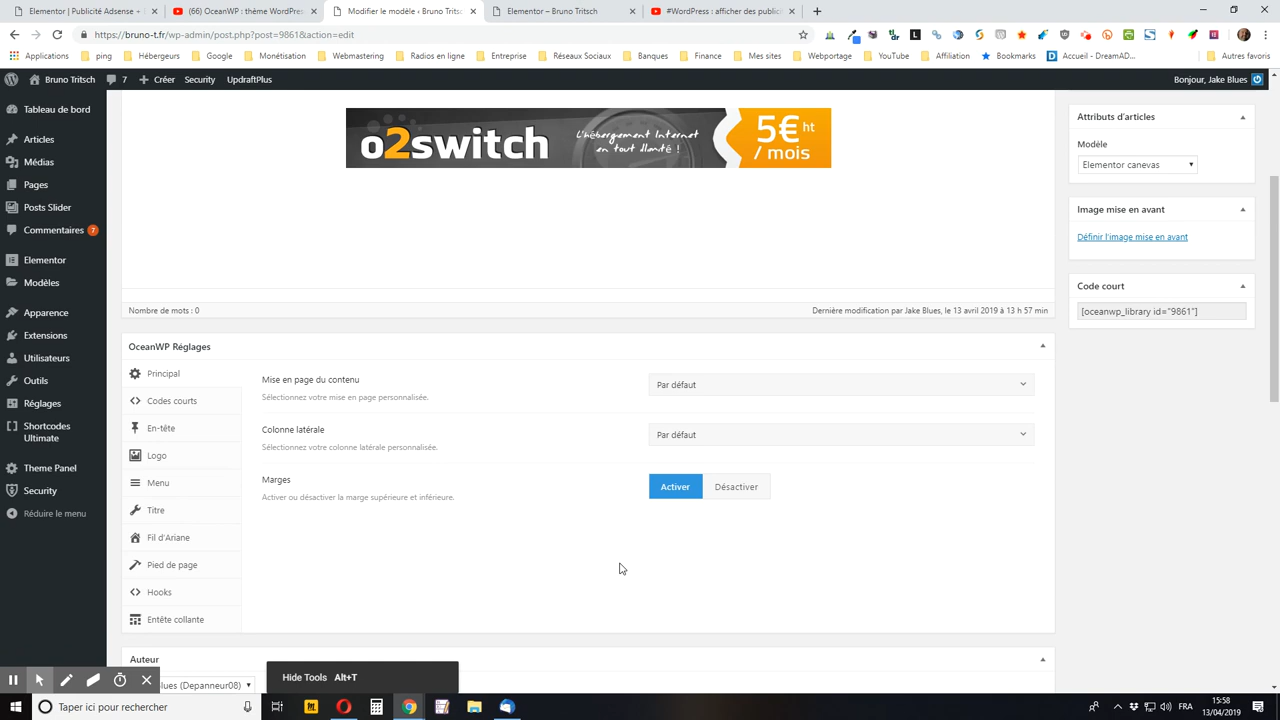 Elementor | Publicité Adsense +
(66) OceanWP : thème WordPres
Modifier le modèle ‹ Bruno Trits
Elementor – Bruno Tritsch
#WordPress : afficher des public
https://bruno-t.fr/wp-admin/post.php?post=9861&action=edit
Applications
ping
Hébergeurs
Google
Monétisation
Webmastering
Radios en ligne
Entreprise
Réseaux Sociaux
Banques
Finance
Mes sites
Webportage
YouTube
Affiliation
Bookmarks
Accueil - DreamAD...
Autres favoris
Bruno Tritsch
7
Créer
Security
UpdraftPlus
Bonjour, Jake Blues
Tableau de bord
Articles
Médias
Pages
Posts Slider
Commentaires 7
Elementor
Modèles
Apparence
Extensions
Utilisateurs
Outils
Réglages
Shortcodes
Ultimate
Theme Panel
Security
Réduire le menu
o2switch
L'hébergement Internet
en tout illimité !
5€ ht
/ mois
Nombre de mots : 0
Dernière modification par Jake Blues, le 13 avril 2019 à 13 h 57 min
OceanWP Réglages
Principal
Codes courts
En-tête
Logo
Menu
Titre
Fil d'Ariane
Pied de page
Hooks
Entête collante
Mise en page du contenu
Sélectionnez votre mise en page personnalisée.
Par défaut
Colonne latérale
Sélectionnez votre colonne latérale personnalisée.
Par défaut
Marges
Activer ou désactiver la marge supérieure et inférieure.
Activer
Désactiver
Auteur
Blues (Depanneur08)
Attributs d'articles
Modèle
Elementor canevas
Image mise en avant
Définir l'image mise en avant
Code court
[oceanwp_library id="9861"]
Hide Tools Alt+T
Taper ici pour rechercher
FRA
15:58
13/04/2019